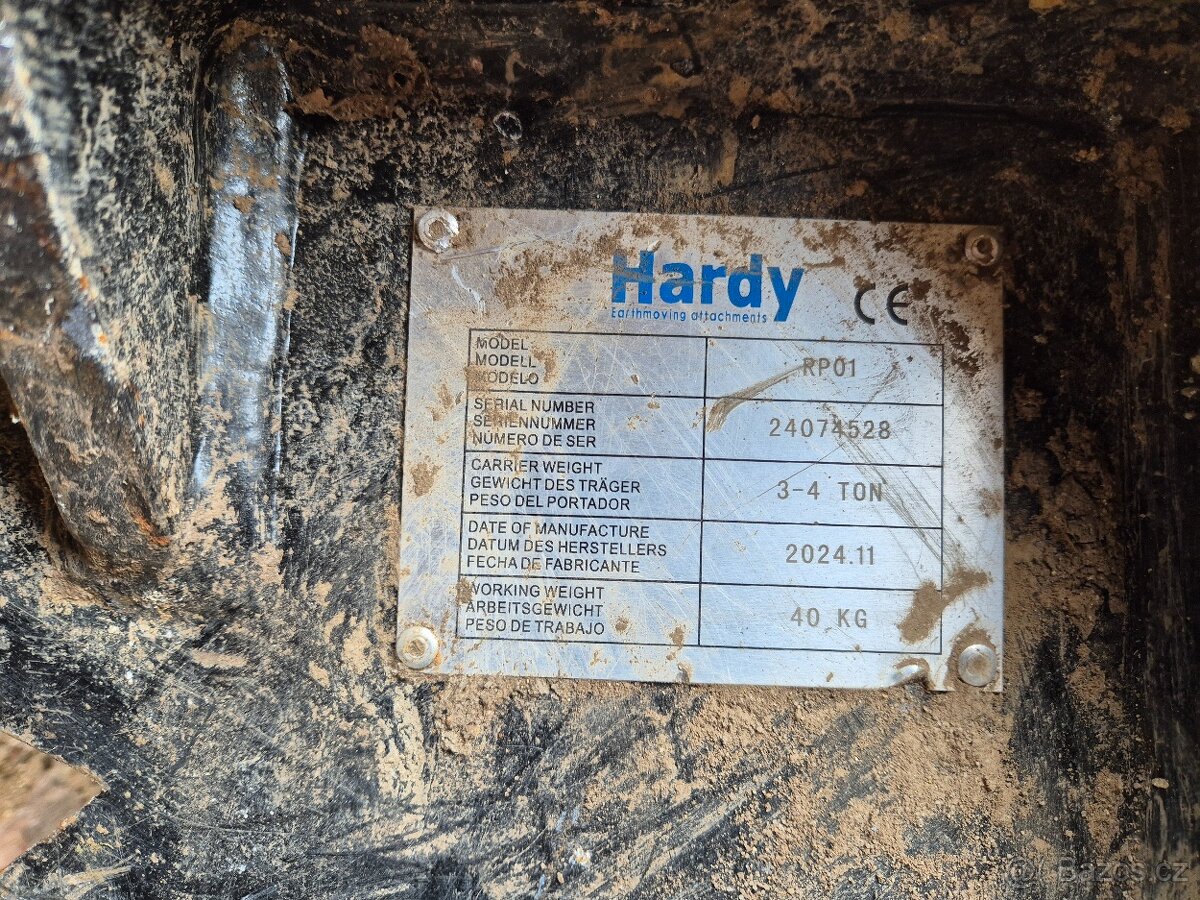 Hardy
Earthmoving attachments
CE
MODEL
MODELL
MODELO
RP01
SERIAL NUMBER
SERIENNUMMER
NÚMERO DE SER
24074528
CARRIER WEIGHT
GEWICHT DES TRÄGER
PESO DEL PORTADOR
3-4 TON
DATE OF MANUFACTURE
DATUM DES HERSTELLERS
FECHA DE FABRICANTE
2024.11
WORKING WEIGHT
ARBEITSGEWICHT
PESO DE TRABAJO
40 KG
Bazos.cz